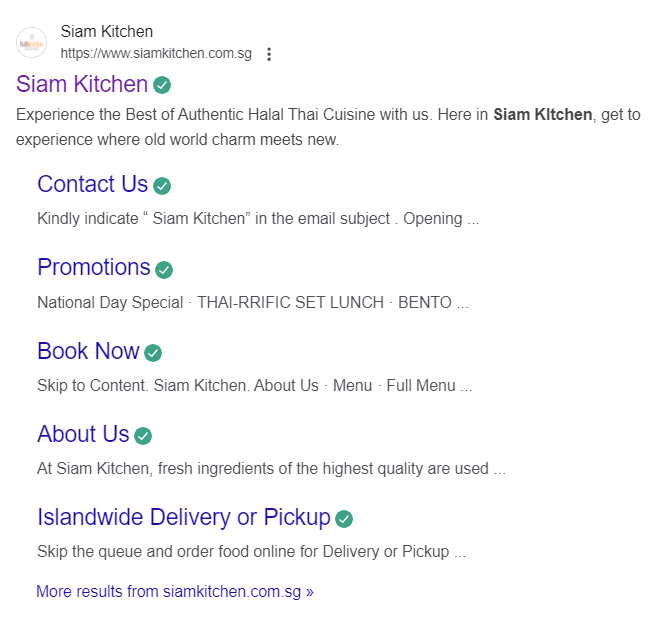 Siam Kitchen
https://www.siamkitchen.com.sg
Siam Kitchen
Experience the Best of Authentic Halal Thai Cuisine with us. Here in Siam KItchen, get to
experience where old world charm meets new.
Contact Us
Kindly indicate “ Siam Kitchen” in the email subject . Opening ...
Promotions
National Day Special · THAI-RRIFIC SET LUNCH · BENTO ...
Book Now
Skip to Content. Siam Kitchen. About Us · Menu · Full Menu ...
About Us
At Siam Kitchen, fresh ingredients of the highest quality are used ...
Islandwide Delivery or Pickup
Skip the queue and order food online for Delivery or Pickup ...
More results from siamkitchen.com.sg »